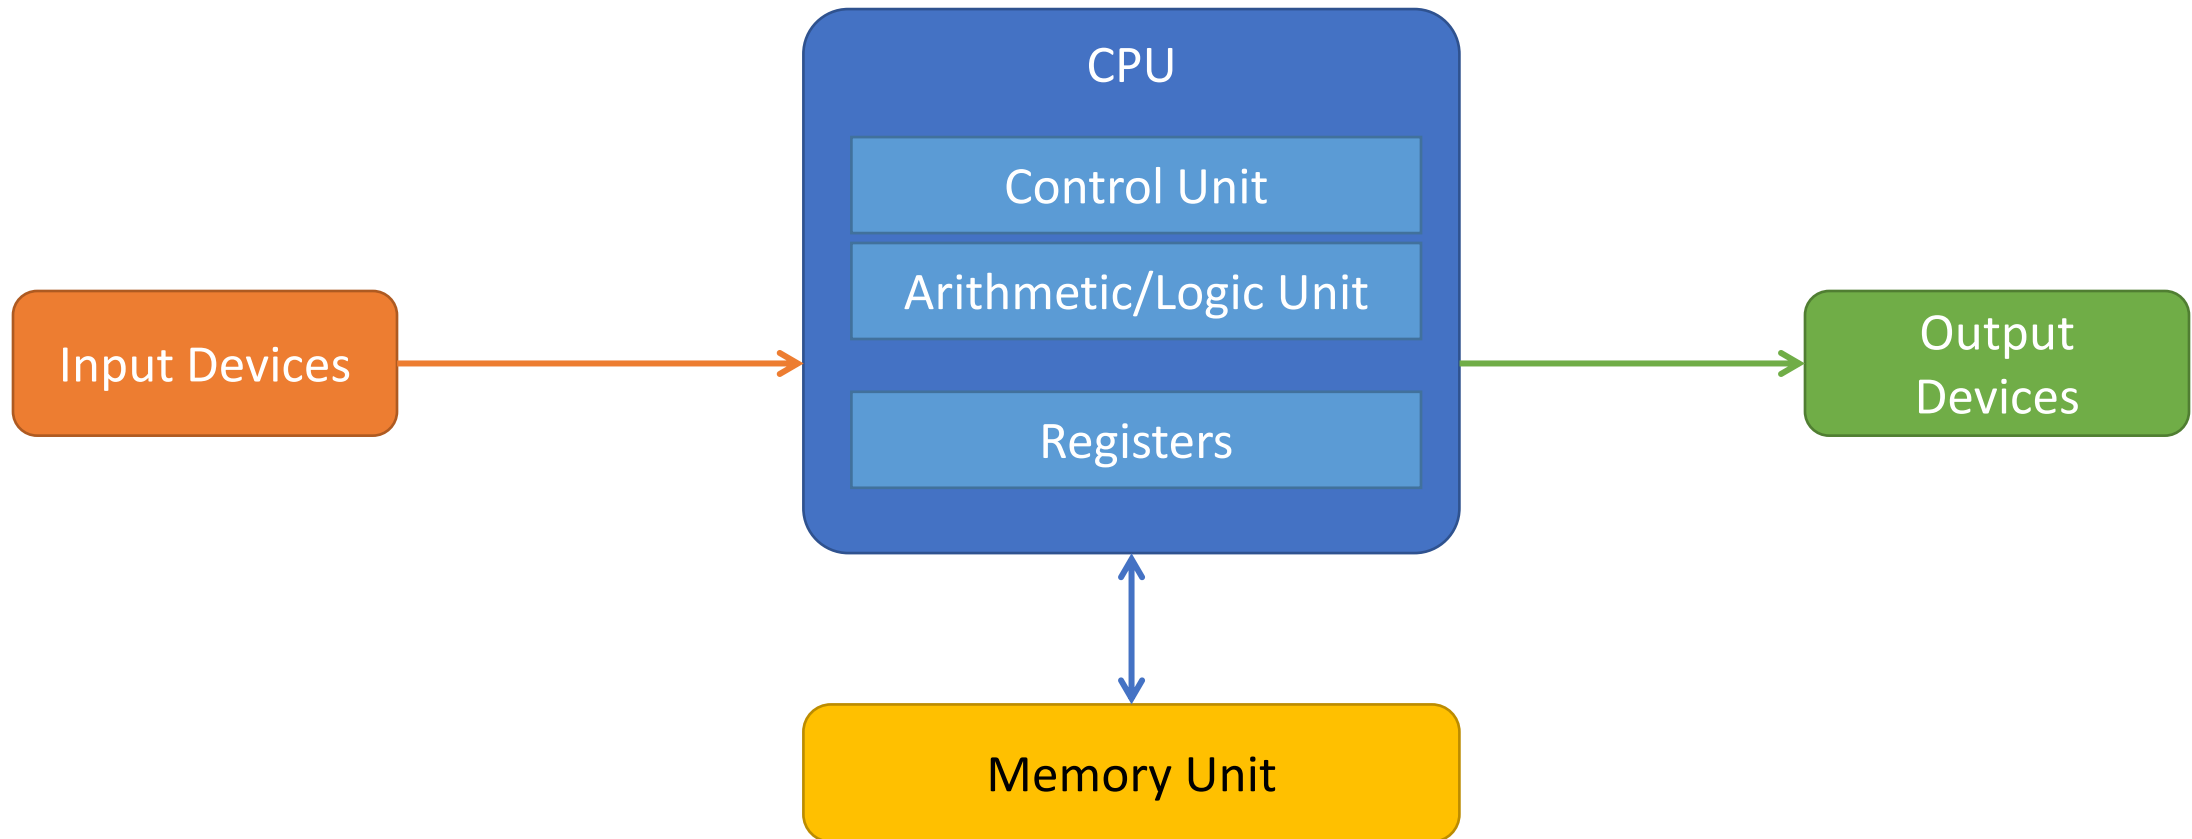 CPU
Control Unit
Arithmetic/Logic Unit
Input Devices
Output
Devices
Registers
Memory Unit